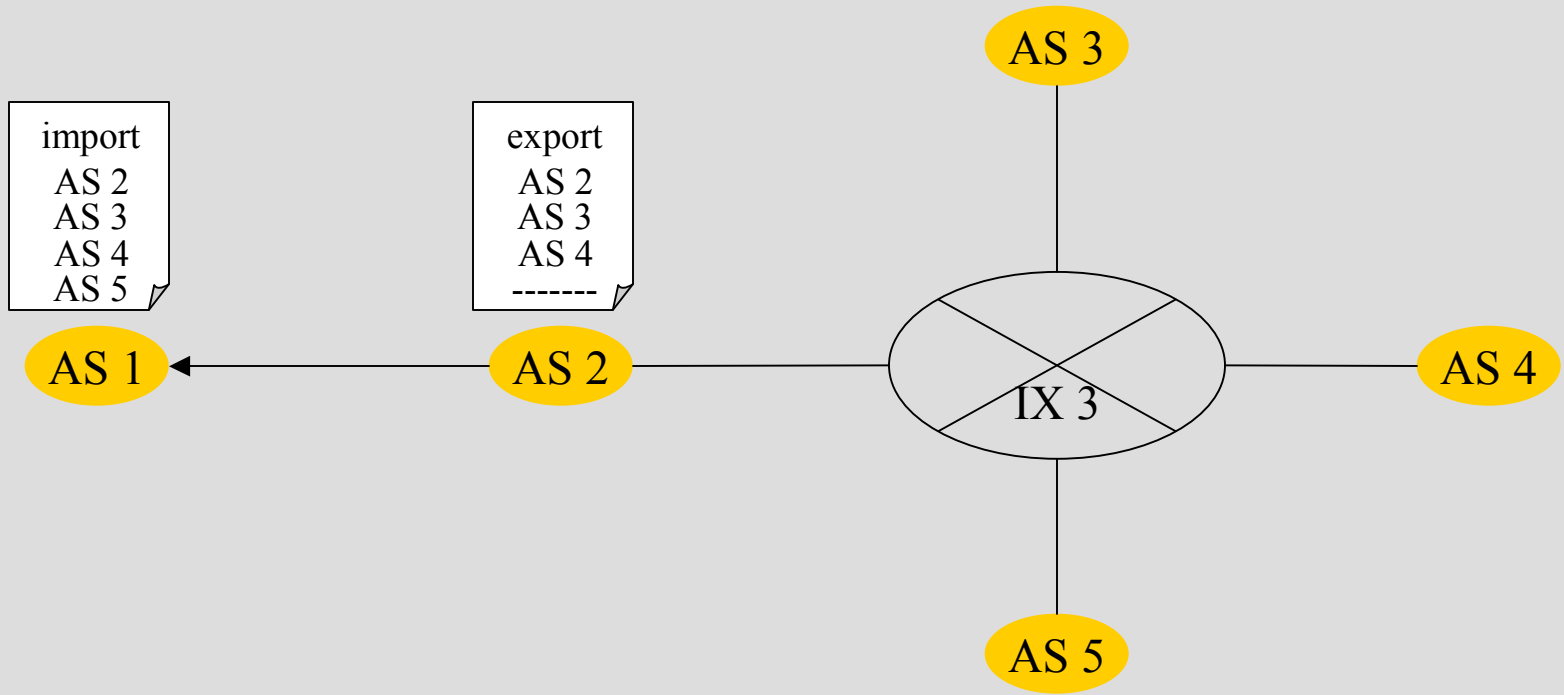 AS 3
import
AS 2
AS 3
AS 4
AS 5
export
AS 2
AS 3
AS 4
-------
AS 1
AS 2
IX 3
AS 4
AS 5